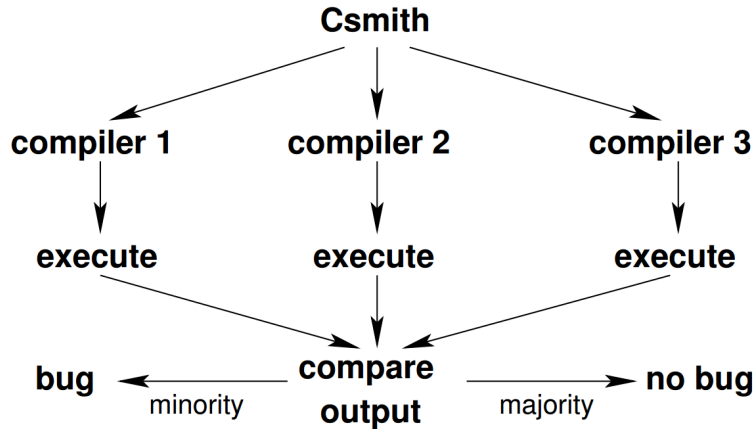 Csmith
compiler 1
compiler 2
compiler 3
execute
execute
execute
compare
output
bug
minority
majority
no bug